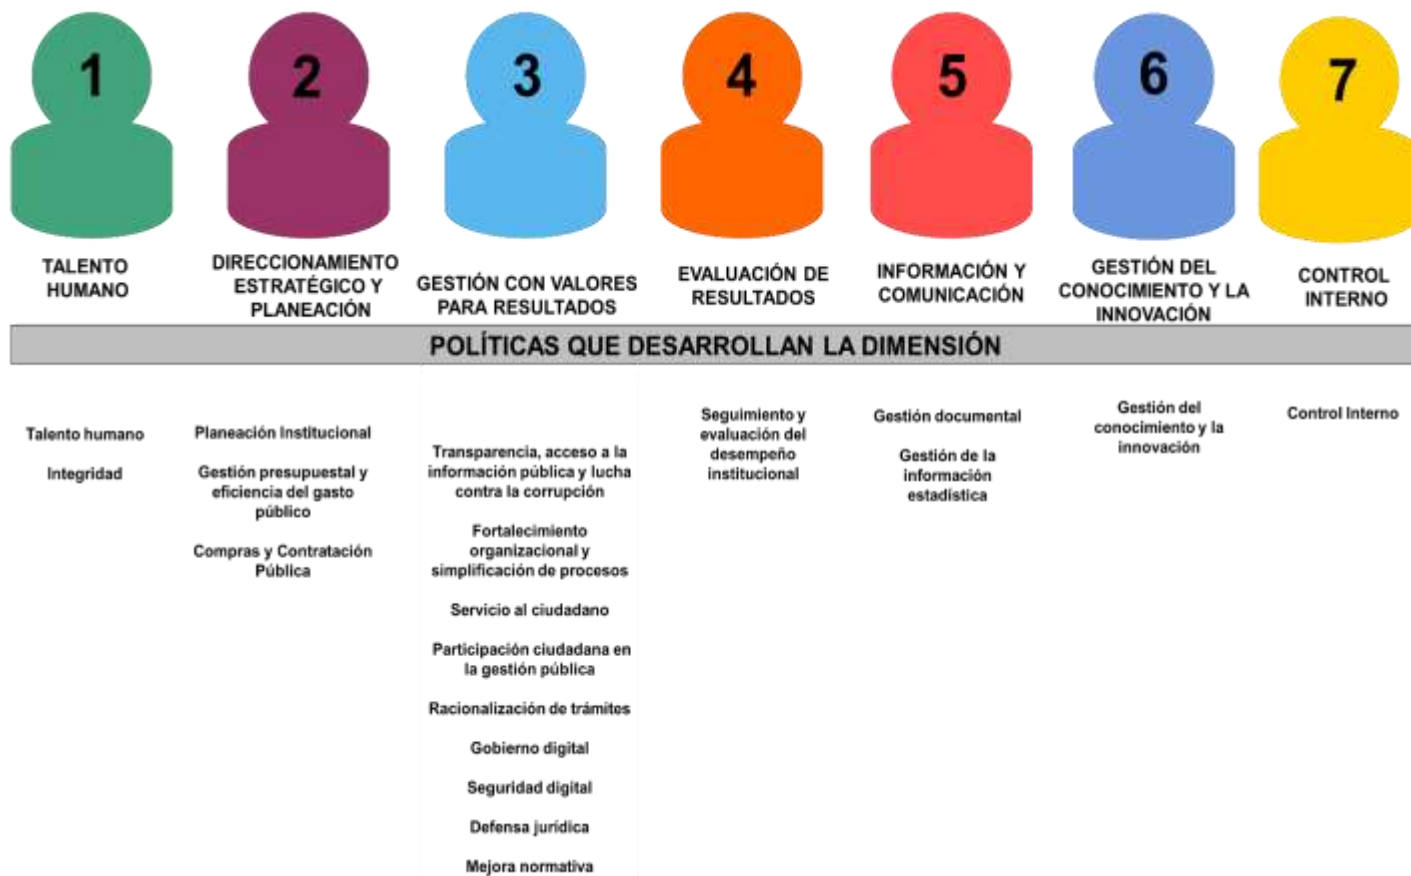 1
2
3
4
5
6
7
TALENTO
HUMANO
DIRECCIONAMIENTO
ESTRATÉGICO Y
PLANEACIÓN
GESTIÓN CON VALORES
PARA RESULTADOS
EVALUACIÓN DE
RESULTADOS
INFORMACIÓN Y
COMUNICACIÓN
GESTIÓN DEL
CONOCIMIENTO Y LA
INNOVACIÓN
CONTROL
INTERNO
POLÍTICAS QUE DESARROLLAN LA DIMENSIÓN
Talento humano
Integridad
Planeación Institucional
Gestión presupuestal y
eficiencia del gasto
público
Compras y Contratación
Pública
Transparencia, acceso a la
información pública y lucha
contra la corrupción
Fortalecimiento
organizacional y
simplificación de procesos
Servicio al ciudadano
Participación ciudadana en
la gestión pública
Racionalización de trámites
Gobierno digital
Seguridad digital
Defensa jurídica
Mejora normativa
Seguimiento y
evaluación del
desempeño
institucional
Gestión documental
Gestión de la
información
estadística
Gestión del
conocimiento y la
innovación
Control Interno